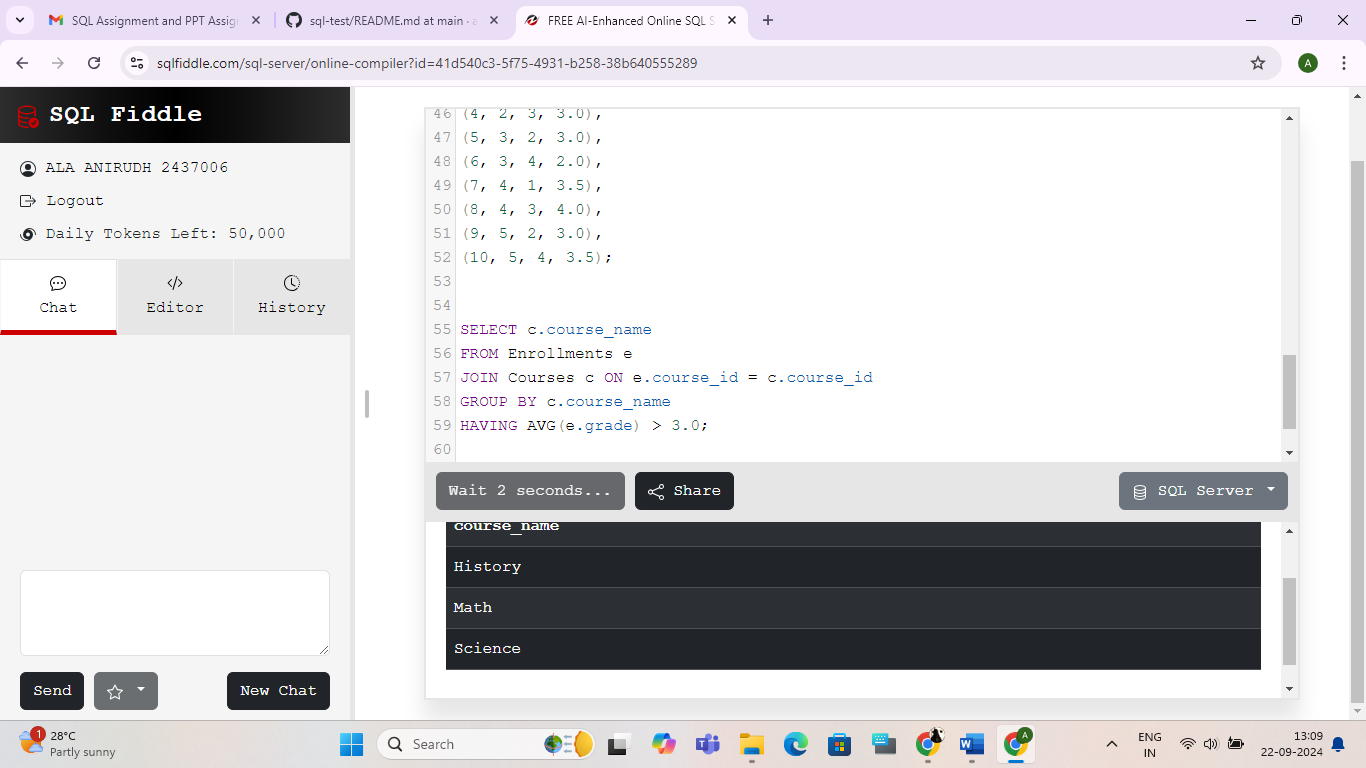 SQL Assignment and PPT Assig
sql-test/README.md at main · a
FREE AI-Enhanced Online SQL S
sqlfiddle.com/sql-server/online-compiler?id=41d540c3-5f75-4931-b258-38b640555289
A
SQL Fiddle
ALA ANIRUDH 2437006
Logout
Daily Tokens Left: 50,000
Chat
Editor
History
Send
New Chat
46 (4, 2, 3, 3.0),
47 (5, 3, 2, 3.0),
48 (6, 3, 4, 2.0),
49 (7, 4, 1, 3.5),
50 (8, 4, 3, 4.0),
51 (9, 5, 2, 3.0),
52 (10, 5, 4, 3.5);
53
54
55 SELECT c.course_name
56 FROM Enrollments e
57 JOIN Courses c ON e.course_id = c.course_id
58 GROUP BY c.course_name
59 HAVING AVG(e.grade) > 3.0;
60
Wait 2 seconds...
Share
SQL Server
course_name
History
Math
Science
1
28°C
Partly sunny
Search
A
ENG
IN
13:09
22-09-2024